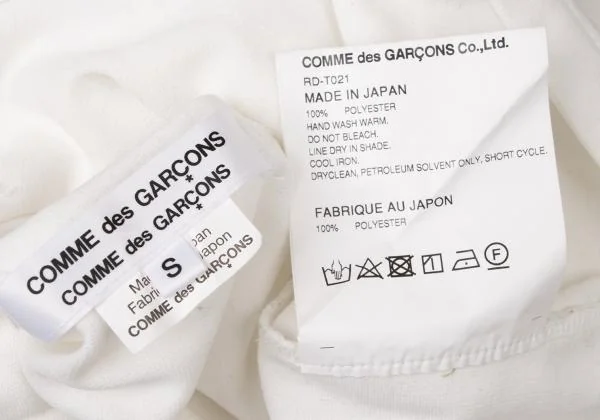 COMME des GARÇONS
COMME des GARÇONS
S
Ma pan
Fabri Japon
COMME des GARÇONS
COMME des GARÇONS Co.,Ltd.
RD-T021
MADE IN JAPAN
100% POLYESTER
HAND WASH WARM.
DO NOT BLEACH.
LINE DRY IN SHADE.
COOL IRON.
DRYCLEAN, PETROLEUM SOLVENT ONLY, SHORT CYCLE.
FABRIQUE AU JAPON
100% POLYESTER
F